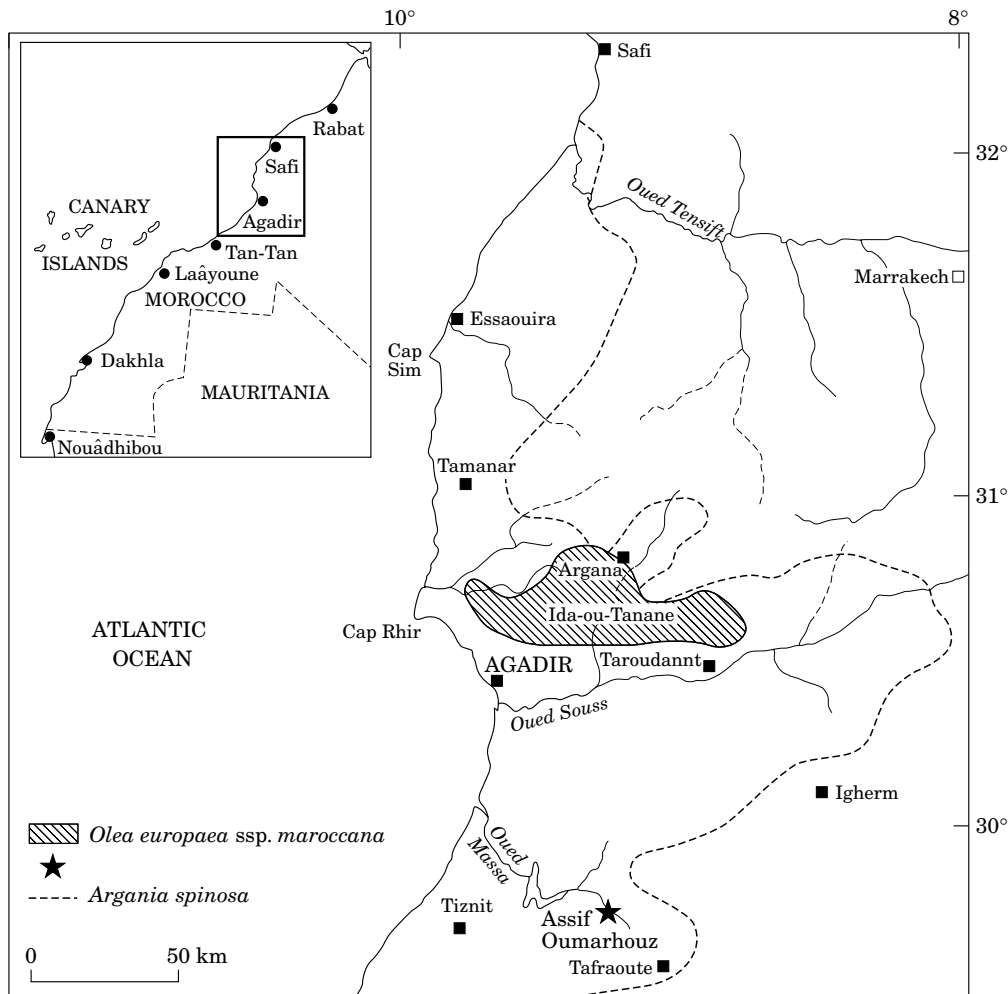 10°
8°
Safi
32°
Rabat
Safi
Agadir
CANARY
ISLANDS
Tan-Tan
Laâyoune
MOROCCO
Dakhla
MAURITANIA
Nouâdhibou
Oued Tensift
Marrakech
Essaouira
Cap
Sim
Tamanar
31°
Argana
Ida-ou-Tanane
Cap Rhir
ATLANTIC
OCEAN
AGADIR
Taroudannt
Oued Souss
Igherm
30°
Olea europaea ssp. maroccana
Argania spinosa
Oued
Massa
Tiznit
Assif
Oumarhouz
Tafraoute
0 50 km